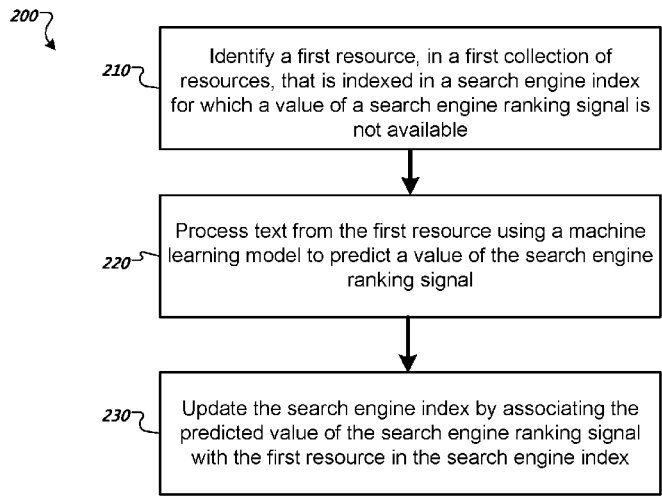 200
210
Identify a first resource, in a first collection of
resources, that is indexed in a search engine index
for which a value of a search engine ranking signal is
not available
220
Process text from the first resource using a machine
learning model to predict a value of the search engine
ranking signal
230
Update the search engine index by associating the
predicted value of the search engine ranking signal
with the first resource in the search engine index